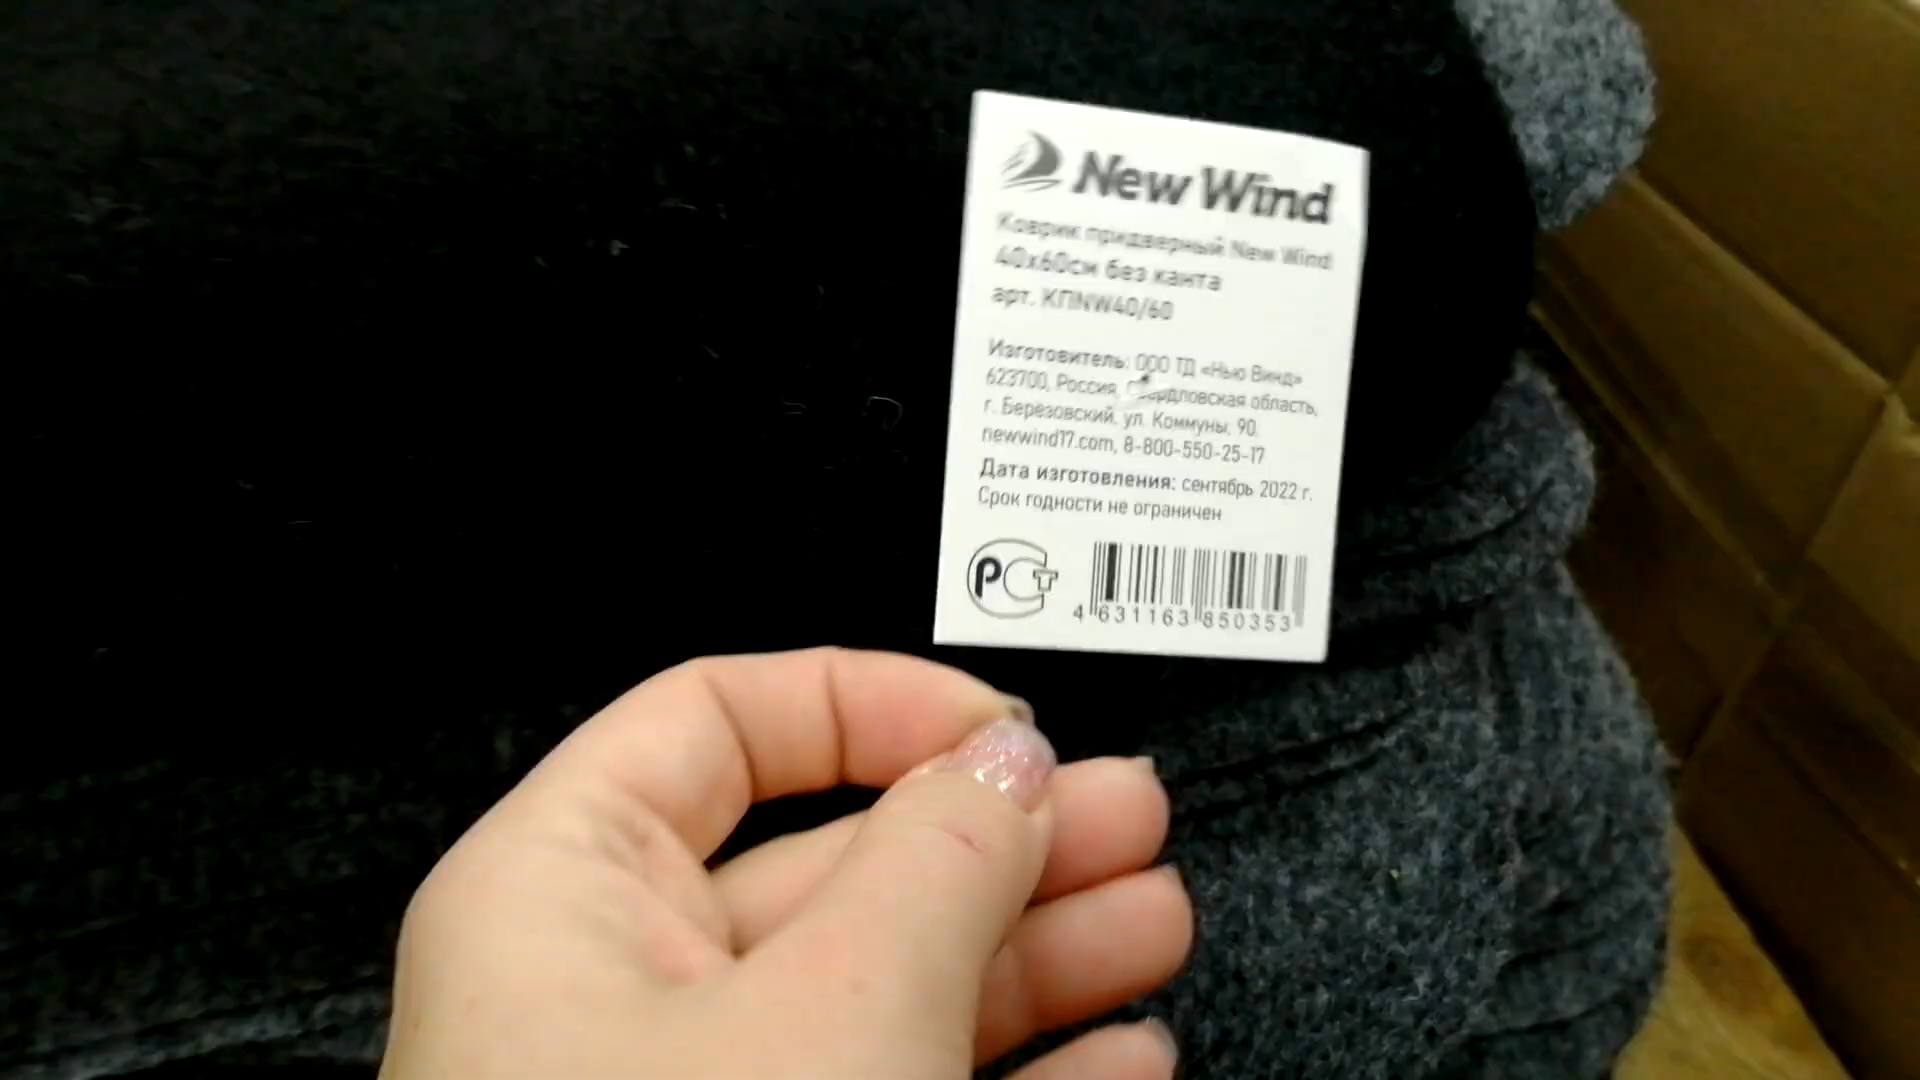 New Wind
Коврик придверный New Wind
40х60см без канта
арт. КПNW40/60
Изготовитель: ООО ТД «Нью Винд»
623700, Россия, Свердловская область,
г. Березовский, ул. Коммуны, 90.
newwind17.com, 8-800-550-25-17
Дата изготовления: сентябрь 2022 г.
Срок годности не ограничен
РСТ
4 631163 850353